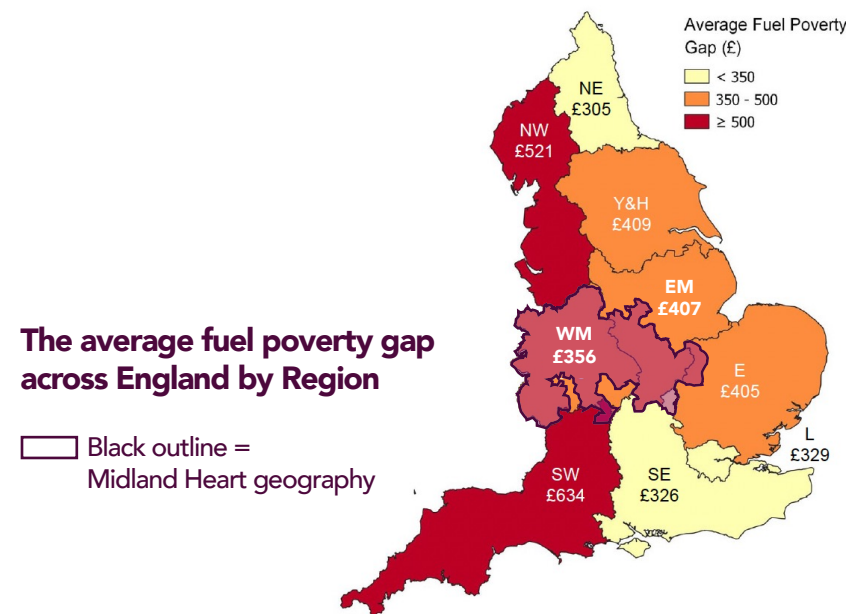 Average Fuel Poverty
Gap (£)
< 350
350 - 500
≥ 500
NE
£305
NW
£521
Y&H
£409
EM
£407
WM
£356
E
£405
L
£329
SW
£634
SE
£326
The average fuel poverty gap
across England by Region
Black outline =
Midland Heart geography